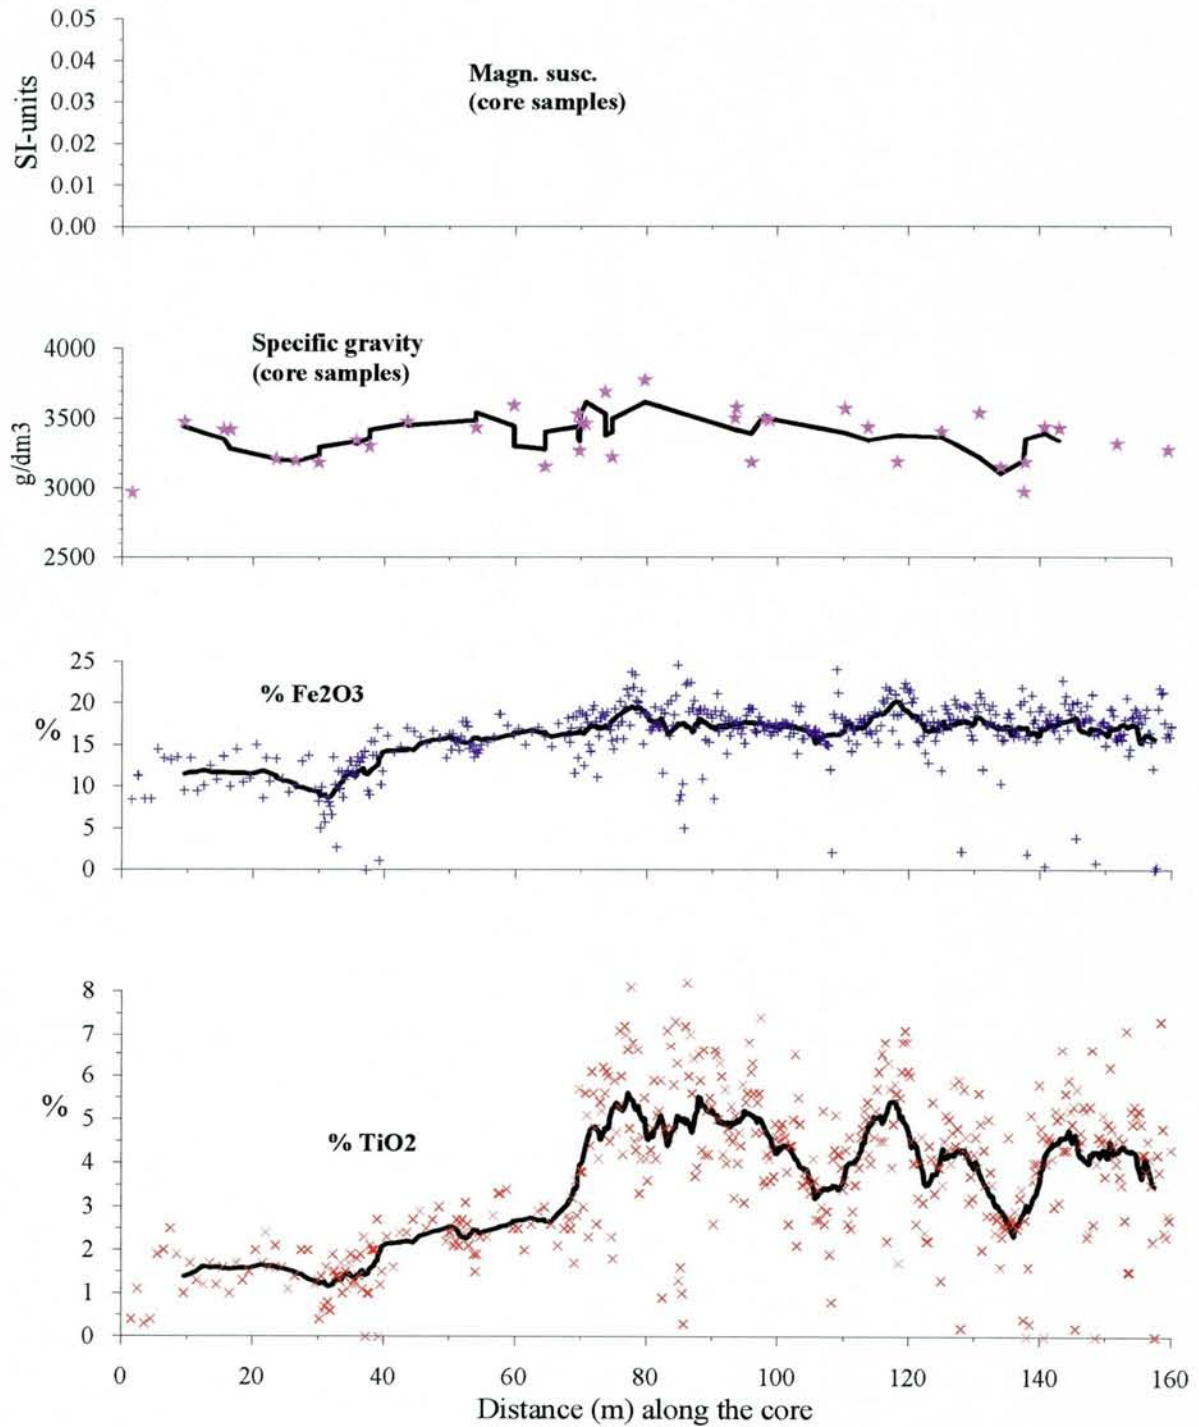 0.05
0.04
0.03
0.02
0.01
0.00
SI-units
Magn. susc.
(core samples)
4000
3500
3000
2500
g/dm3
Specific gravity
(core samples)
25
20
15
10
5
0
%
% Fe2O3
8
7
6
5
4
3
2
1
0
%
% TiO2
0 20 40 60 80 100 120 140 160
Distance (m) along the core